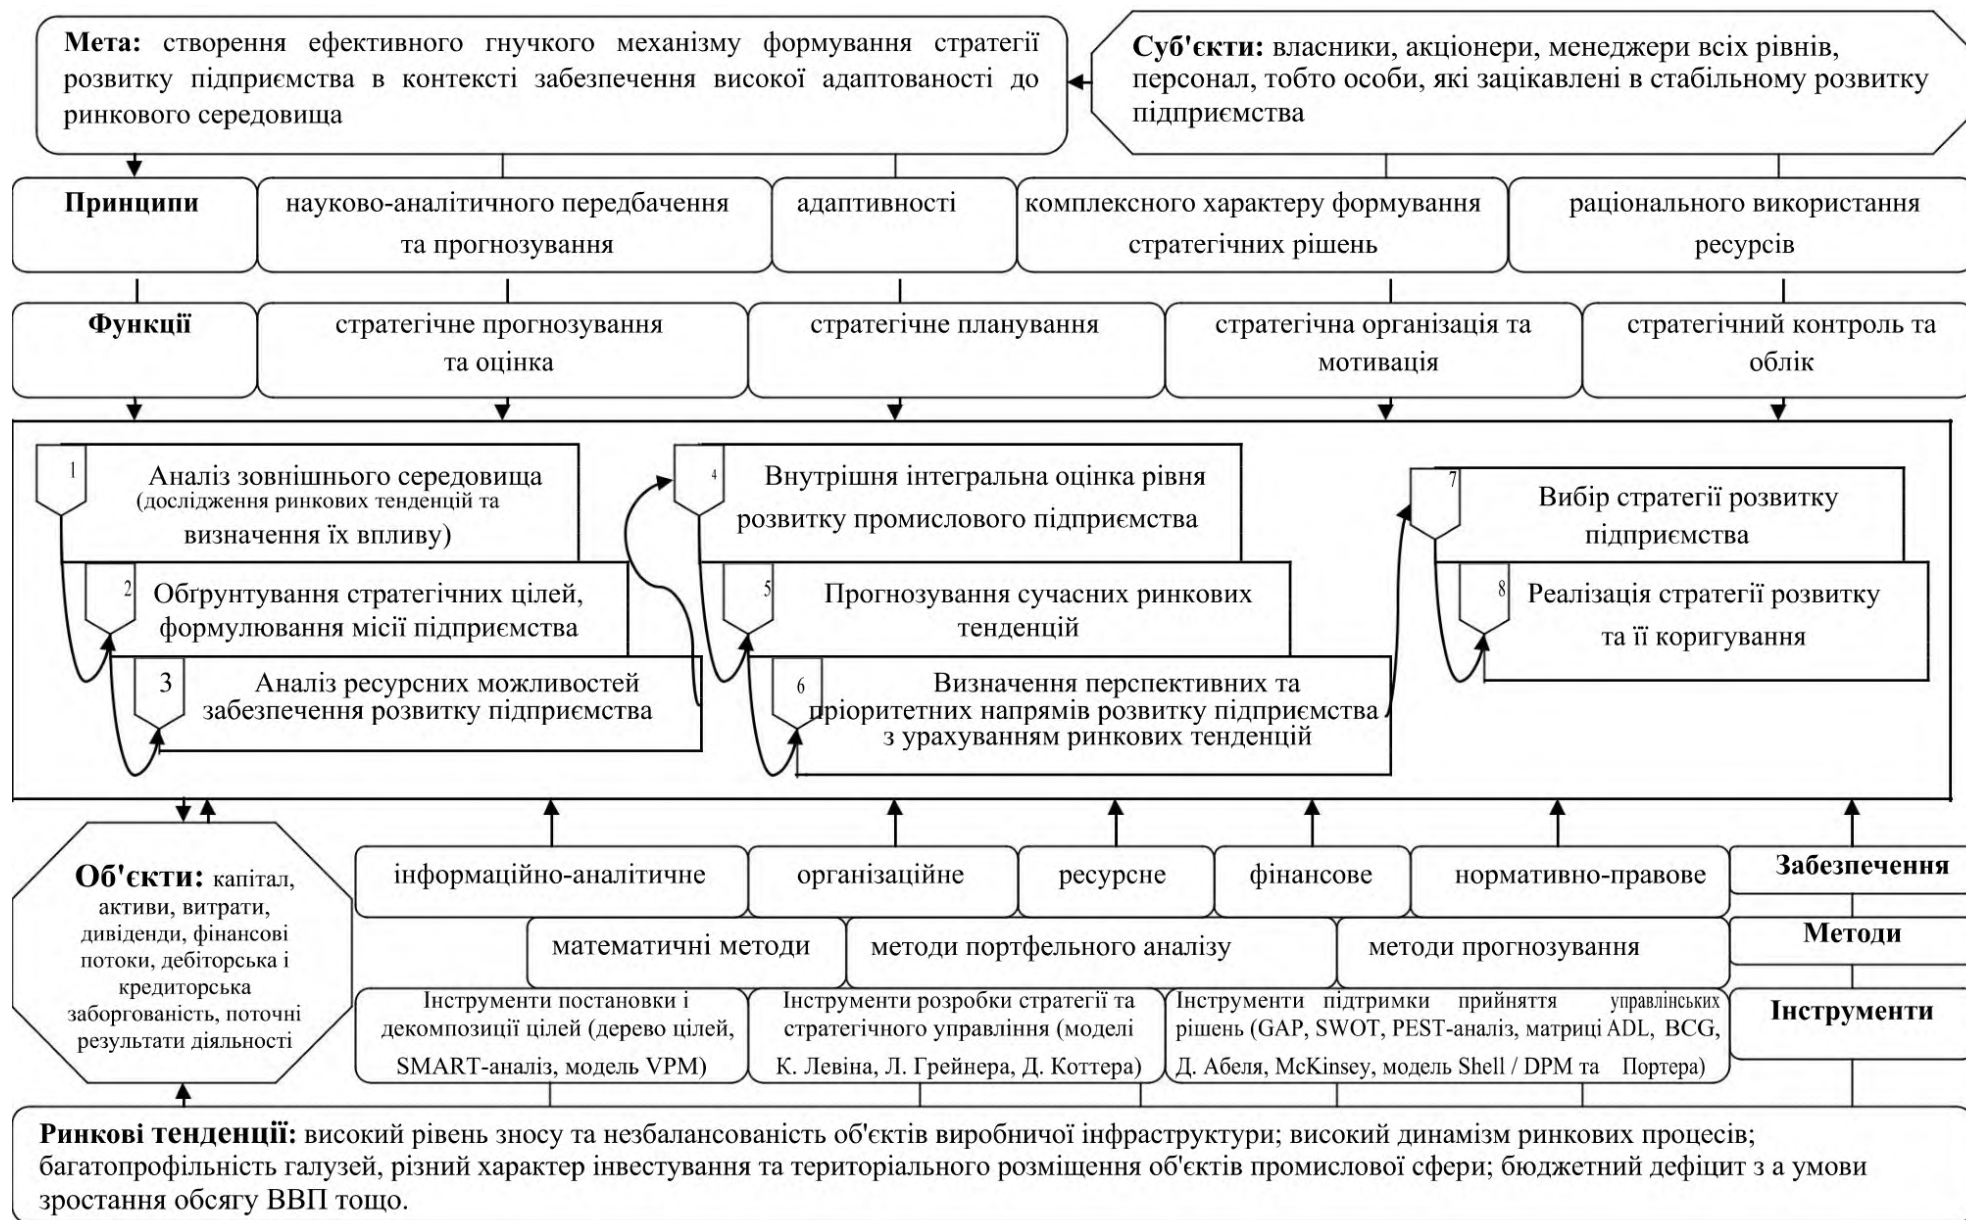 Мета: створення ефективного гнучкого механізму формування стратегії
розвитку підприємства в контексті забезпечення високої адаптованості до
ринкового середовища
Суб'єкти: власники, акціонери, менеджери всіх рівнів,
персонал, тобто особи, які зацікавлені в стабільному розвитку
підприємства
Принципи
науково-аналітичного передбачення
та прогнозування
адаптивності
комплексного характеру формування
стратегічних рішень
раціонального використання
ресурсів
Функції
стратегічне прогнозування
та оцінка
стратегічне планування
стратегічна організація та
мотивація
стратегічний контроль та
облік
1
Аналіз зовнішнього середовища
(дослідження ринкових тенденцій та
визначення їх впливу)
2
Обґрунтування стратегічних цілей,
формулювання місії підприємства
3
Аналіз ресурсних можливостей
забезпечення розвитку підприємства
4
Внутрішня інтегральна оцінка рівня
розвитку промислового підприємства
5
Прогнозування сучасних ринкових
тенденцій
6
Визначення перспективних та
пріоритетних напрямів розвитку підприємства
з урахуванням ринкових тенденцій
7
Вибір стратегії розвитку
підприємства
8
Реалізація стратегії розвитку
та її коригування
Об'єкти: капітал,
активи, витрати,
дивіденди, фінансові
потоки, дебіторська і
кредиторська
заборгованість, поточні
результати діяльності
інформаційно-аналітичне
організаційне
ресурсне
фінансове
нормативно-правове
Забезпечення
математичні методи
методи портфельного аналізу
методи прогнозування
Методи
Інструменти постановки і
декомпозиції цілей (дерево цілей,
SMART-аналіз, модель VPM)
Інструменти розробки стратегії та
стратегічного управління (моделі
К. Левіна, Л. Грейнера, Д. Коттера)
Інструменти підтримки прийняття управлінських
рішень (GAP, SWOT, PEST-аналіз, матриці ADL, BCG,
Д. Абеля, McKinsey, модель Shell / DPM та Портера)
Інструменти
Ринкові тенденції: високий рівень зносу та незбалансованість об'єктів виробничої інфраструктури; високий динамізм ринкових процесів;
багатопрофільність галузей, різний характер інвестування та територіального розміщення об'єктів промислової сфери; бюджетний дефіцит з а умови
зростання обсягу ВВП тощо.